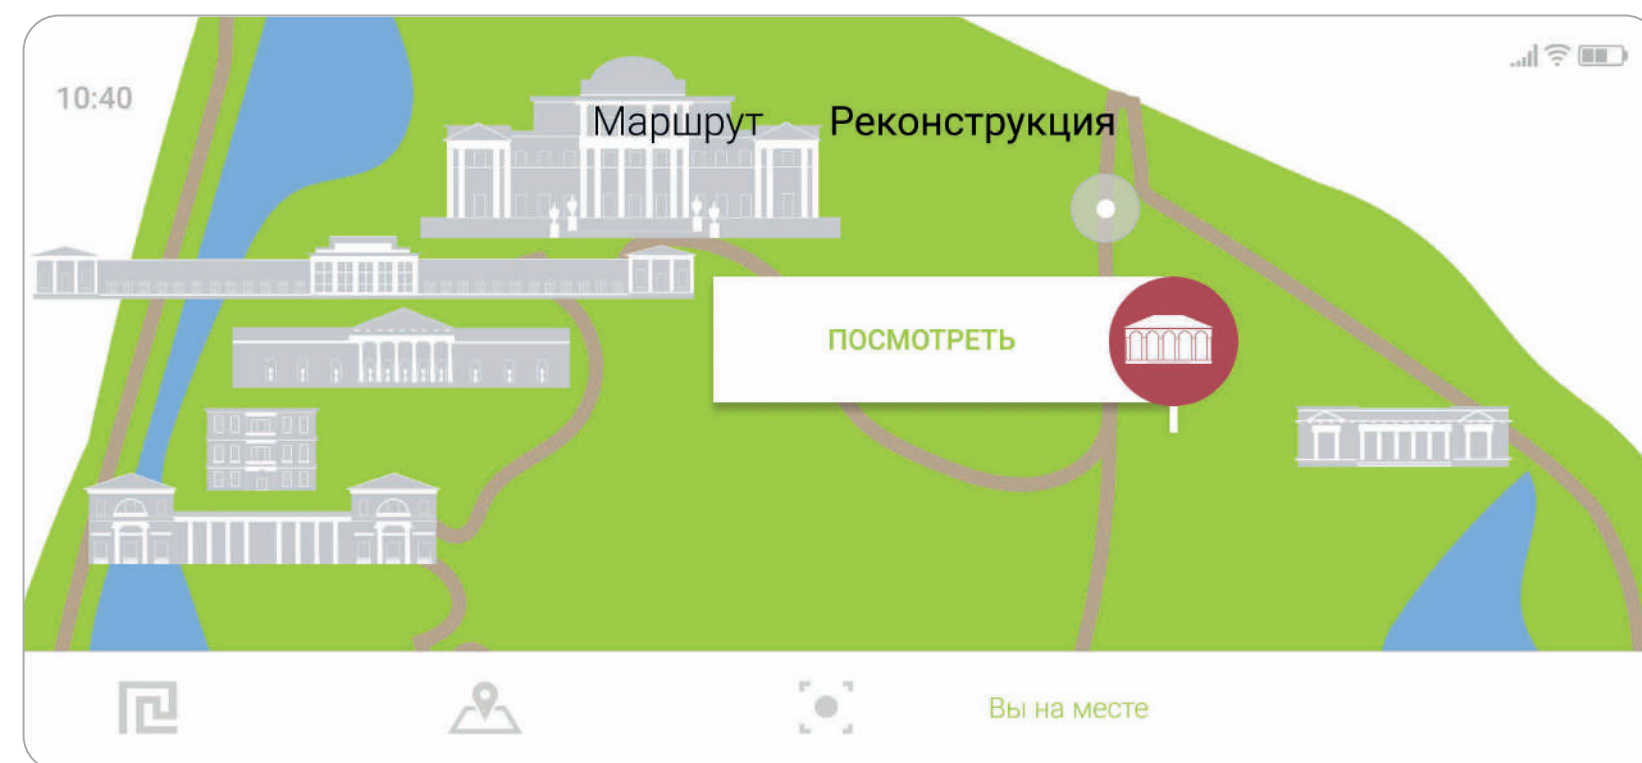 10:40
Маршрут Реконструкция
ПОСМОТРЕТЬ
Вы на месте